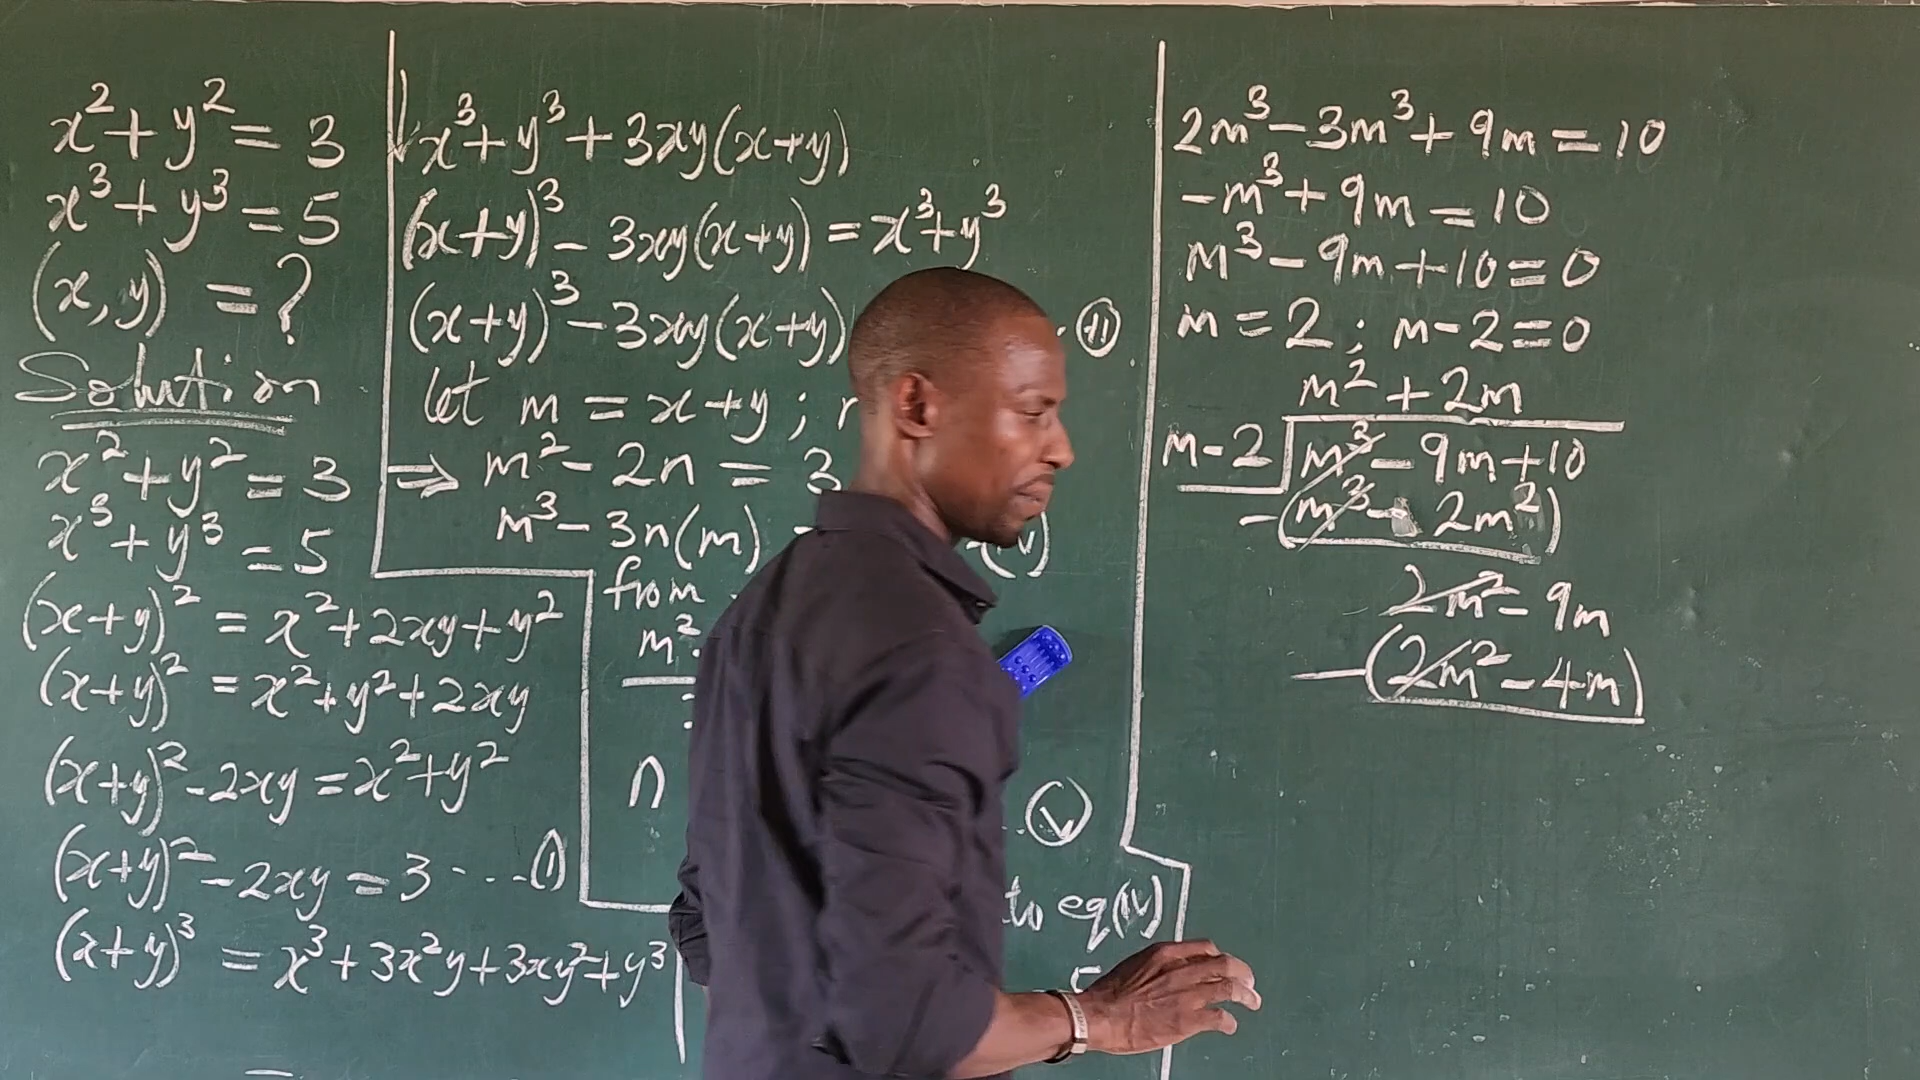 x² + y² = 3
x³ + y³ = 5
(x, y) = ?
Solution
x² + y² = 3
x³ + y³ = 5
(x+y)² = x² + 2xy + y²
(x+y)² = x² + y² + 2xy
(x+y)² - 2xy = x² + y²
(x+y)² - 2xy = 3 ... (i)
(x+y)³ = x³ + 3x²y + 3xy² + y³
x³ + y³ + 3xy(x+y)
(x+y)³ - 3xy(x+y) = x³ + y³
(x+y)³ - 3xy(x+y)
let m = x+y ;
⇒ m² - 2n = 3
m³ - 3n(m)
from
m²
n
to eq(iv)
5
2m³ - 3m³ + 9m = 10
-m³ + 9m = 10
m³ - 9m + 10 = 0
m = 2 ; m - 2 = 0
m² + 2m
m - 2 | m³ - 9m + 10
-(m³ - 2m²)
2m² - 9m
-(2m² - 4m)